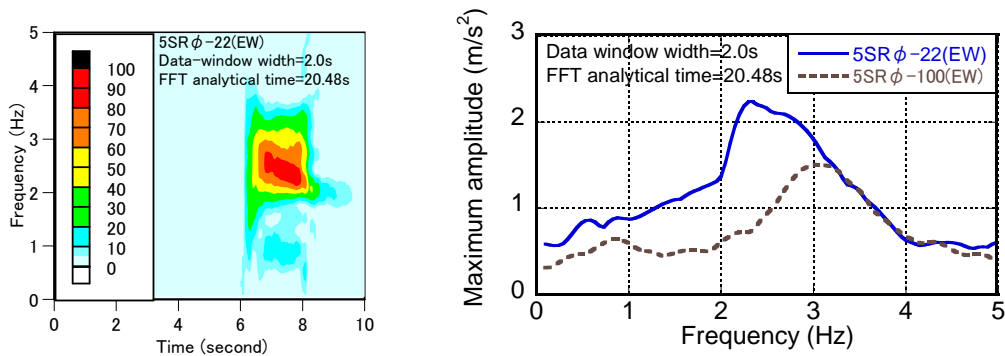 5SRφ-22(EW)
Data-window width=2.0s
FFT analytical time=20.48s
100
90
80
70
60
50
40
30
20
10
0
Frequency (Hz)
5
4
3
2
1
0
0 2 4 6 8 10
Time (second)
Data window width=2.0s
FFT analytical time=20.48s
5SRφ-22(EW)
5SRφ-100(EW)
Maximum amplitude (m/s²)
3
2
1
0
0 1 2 3 4 5
Frequency (Hz)